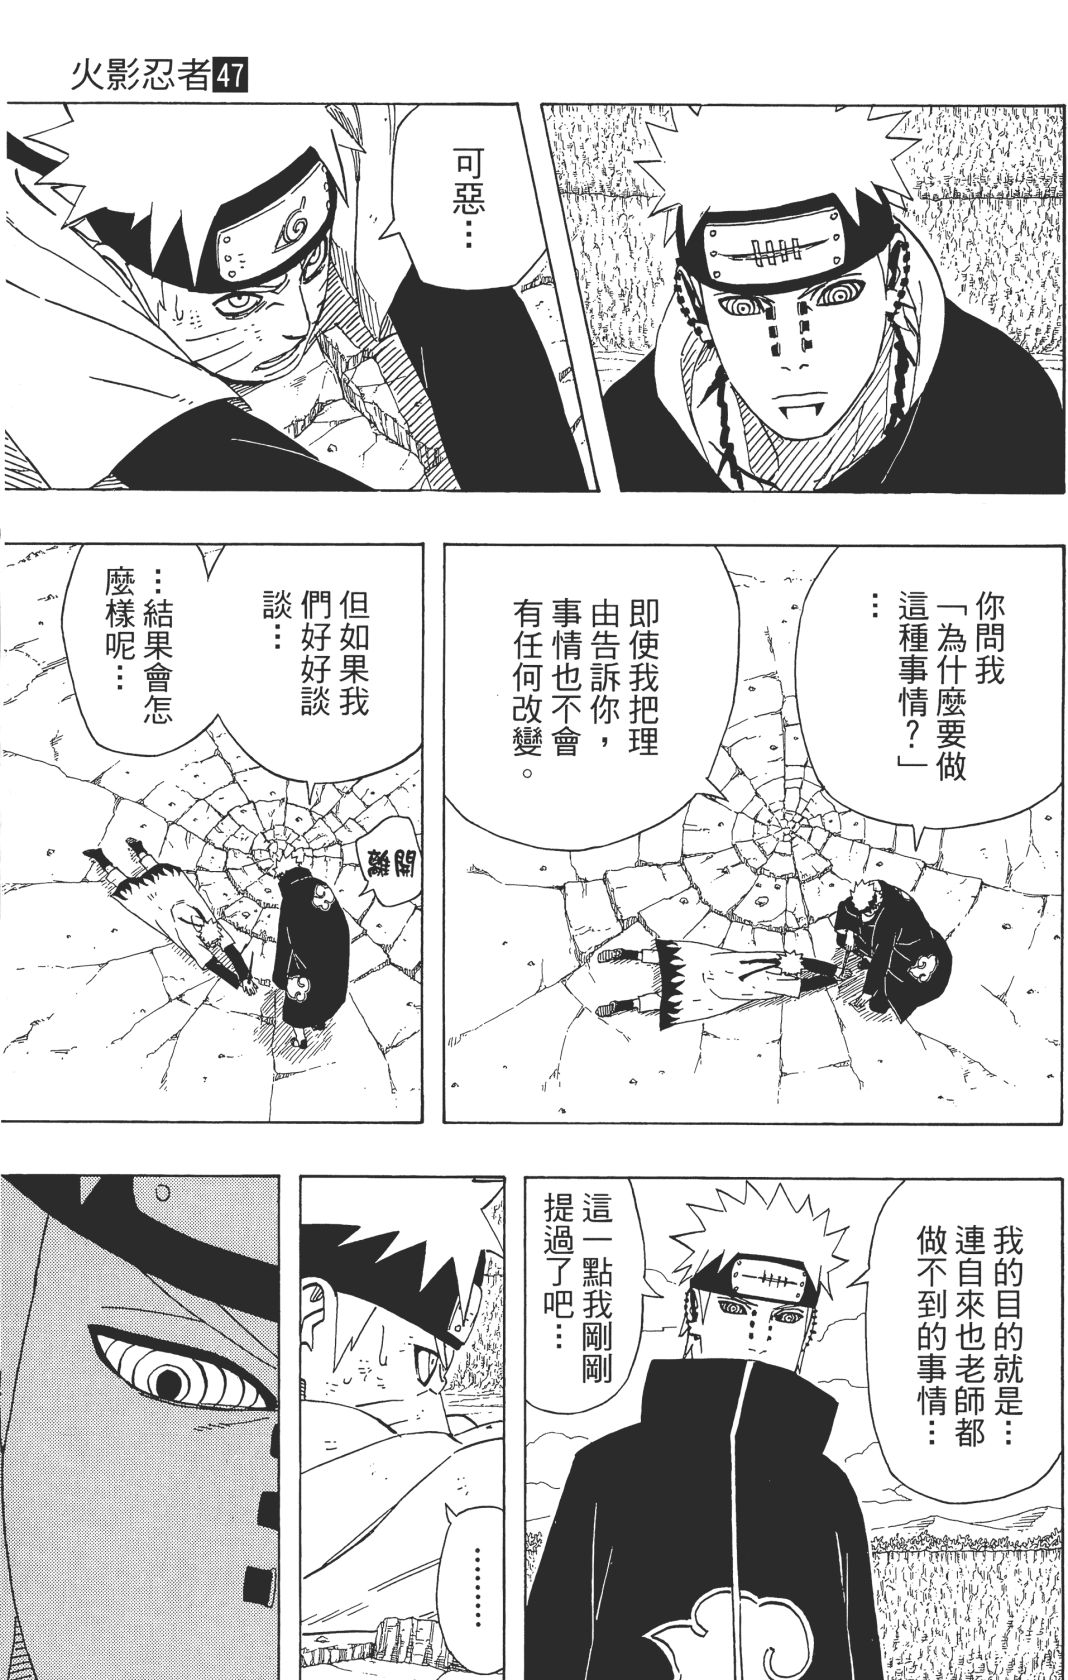 火影忍者47
可惡…
你問我
「為什麼要做
這種事情？」
…
即使我把理
由告訴你，
事情也不會
有任何改變。
但如果我
們好好談
談…
…結果會怎
麼樣呢…
離開
我的目的就是…
連自來也老師都
做不到的事情…
這一點我剛剛
提過了吧…
………